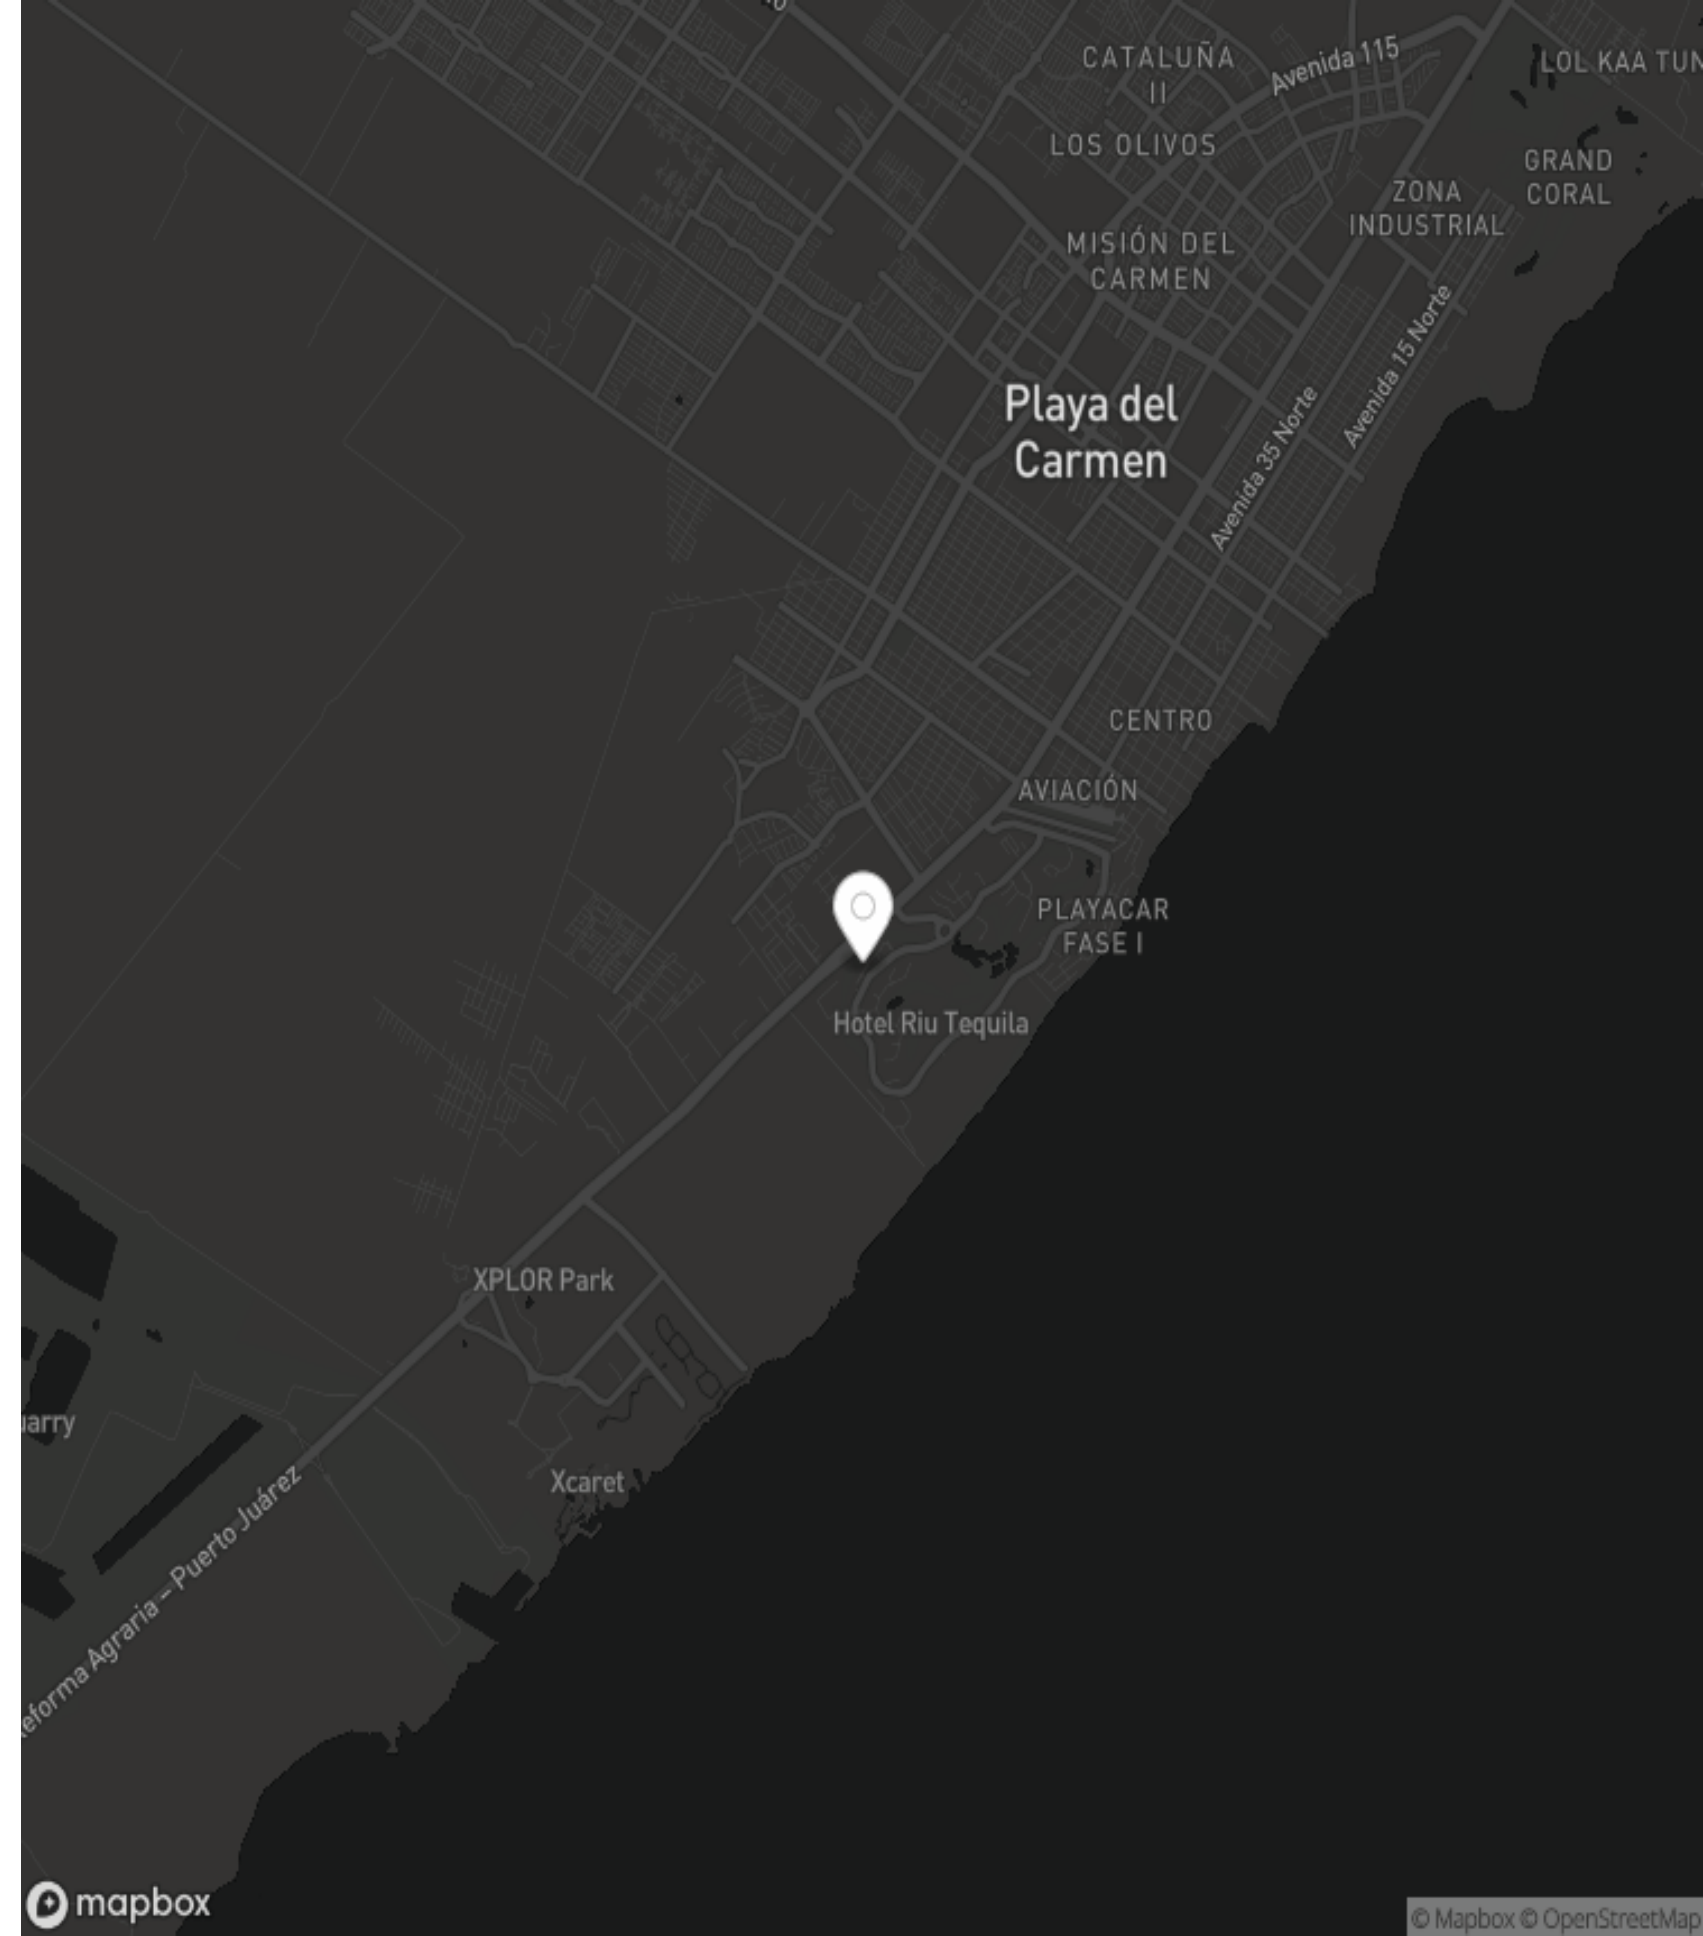 CATALUÑA
II
Avenida 115
LOL KAA TUN
LOS OLIVOS
GRAND
CORAL
ZONA
INDUSTRIAL
MISIÓN DEL
CARMEN
Avenida 15 Norte
Playa del
Carmen
Avenida 35 Norte
CENTRO
AVIACIÓN
PLAYACAR
FASE I
Hotel Riu Tequila
XPLOR Park
Xcaret
Agraria – Puerto Juárez
mapbox
© Mapbox © OpenStreetMap